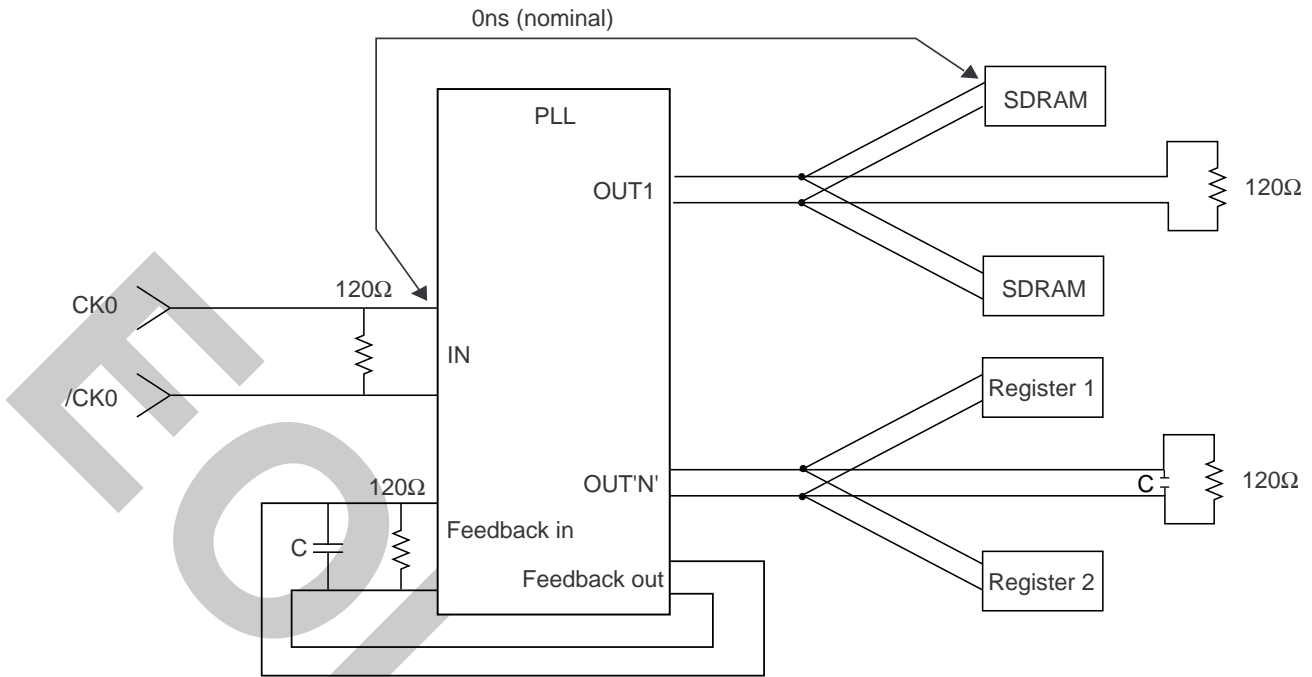 0ns (nominal)
PLL
SDRAM
OUT1
120Ω
SDRAM
CK0
120Ω
IN
/CK0
Register 1
OUT'N'
C
120Ω
120Ω
Feedback in
C
Feedback out
Register 2